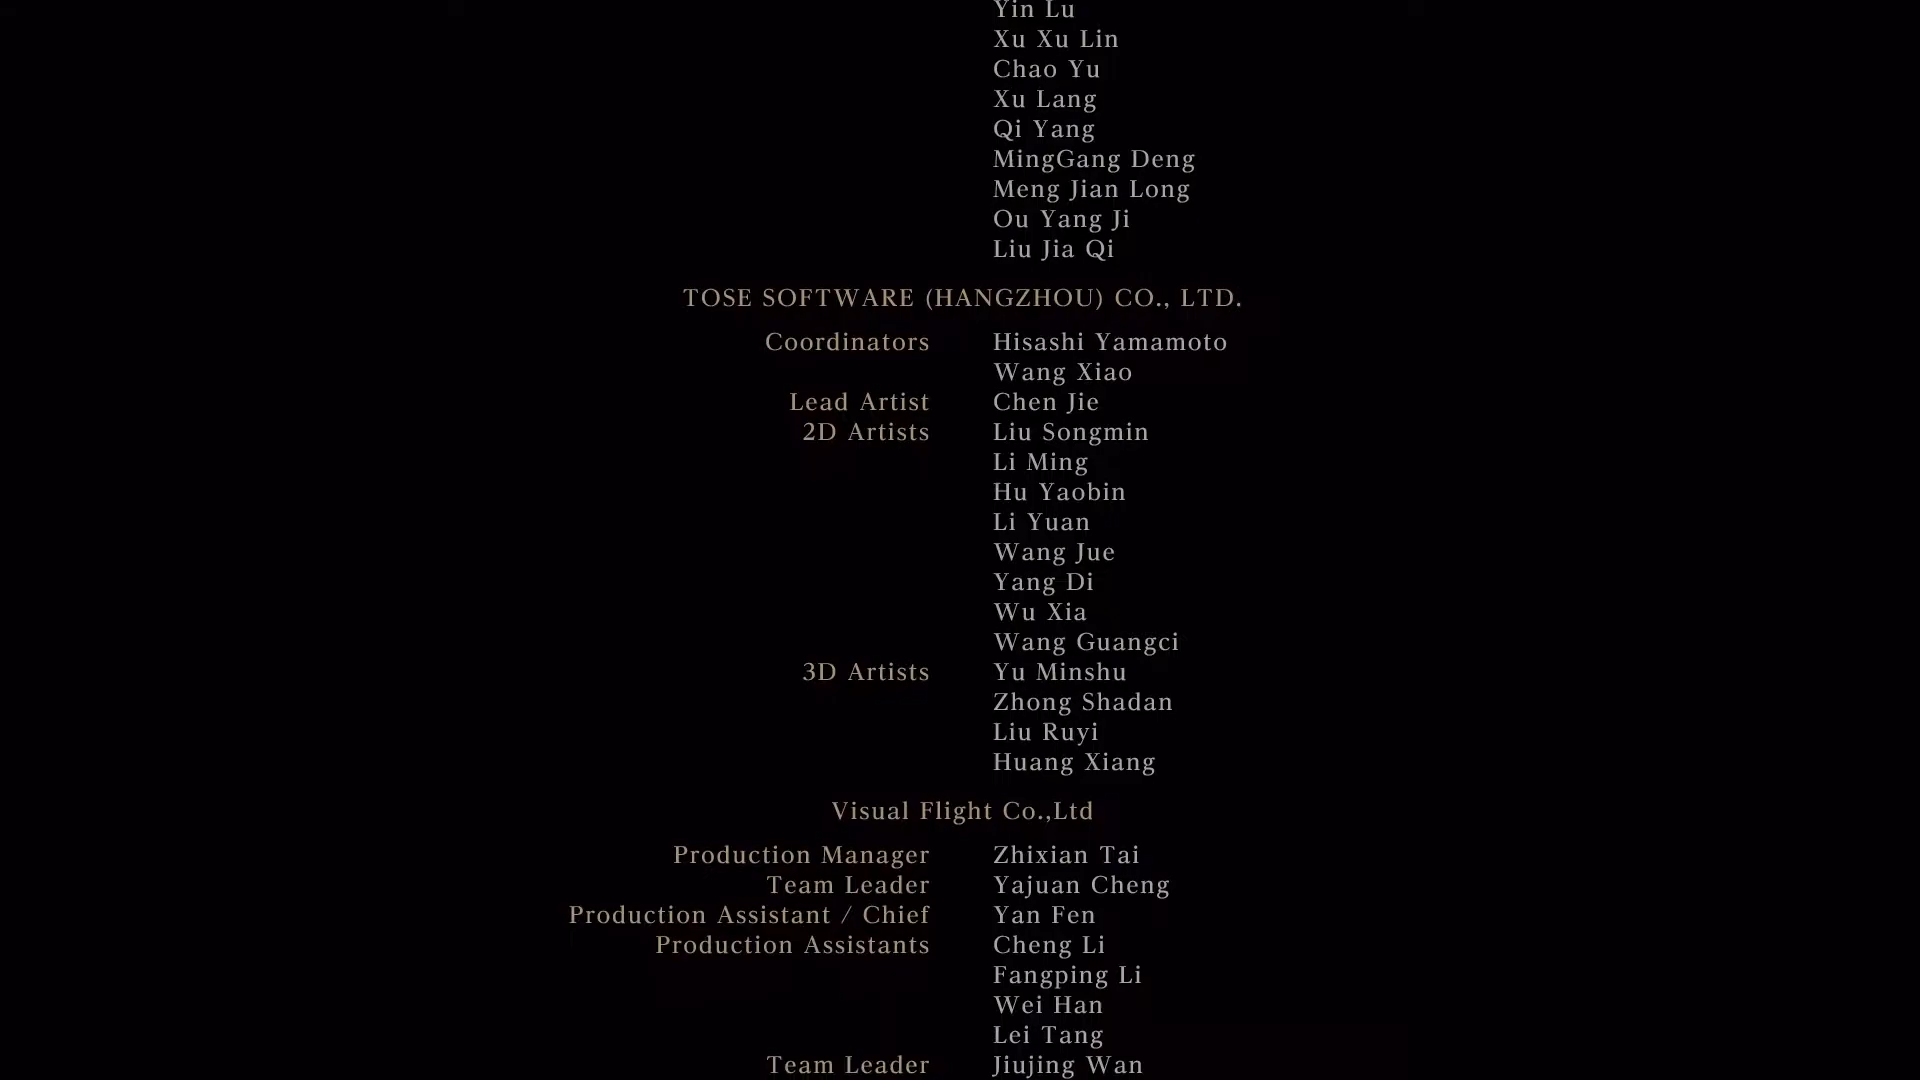 Yin Lu
Xu Xu Lin
Chao Yu
Xu Lang
Qi Yang
MingGang Deng
Meng Jian Long
Ou Yang Ji
Liu Jia Qi
TOSE SOFTWARE (HANGZHOU) CO., LTD.
Coordinators Hisashi Yamamoto
Wang Xiao
Lead Artist Chen Jie
2D Artists Liu Songmin
Li Ming
Hu Yaobin
Li Yuan
Wang Jue
Yang Di
Wu Xia
Wang Guangci
3D Artists Yu Minshu
Zhong Shadan
Liu Ruyi
Huang Xiang
Visual Flight Co.,Ltd
Production Manager Zhixian Tai
Team Leader Yajuan Cheng
Production Assistant / Chief Yan Fen
Production Assistants Cheng Li
Fangping Li
Wei Han
Lei Tang
Team Leader Jiujing Wan